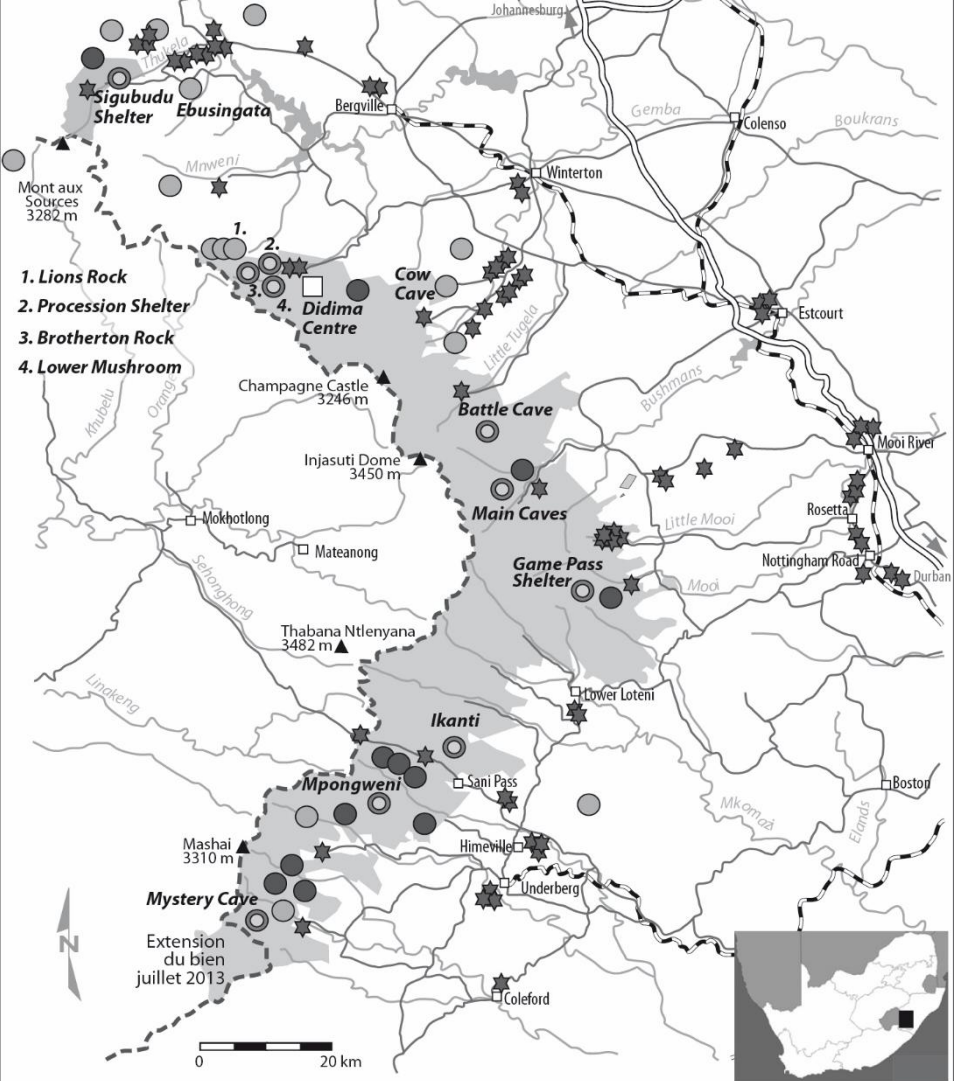 Johannesburg
Thukela
Sigubudu
Shelter
Ebusingata
Bergville
Gemba
Colenso
Boukrans
Mnweni
Winterton
Mont aux
Sources
3282 m
1.
2.
3.
4.
1. Lions Rock
2. Procession Shelter
3. Brotherton Rock
4. Lower Mushroom
Didima
Centre
Cow
Cave
Little Tugela
Estcourt
Khubelu
Orange
Champagne Castle
3246 m
Bushmans
Battle Cave
Injasuti Dome
3450 m
Mooi River
Main Caves
Rosetta
Little Mooi
Mokhotlong
Mateanong
Nottingham Road
Durban
Game Pass
Shelter
Mooi
Sehonghong
Thabana Ntlenyana
3482 m
Linakeng
Lower Loteni
Ikanti
Sani Pass
Boston
Mpongweni
Mkomazi
Elands
Mashai
3310 m
Himeville
Underberg
Mystery Cave
Extension
du bien
juillet 2013
N
Coleford
0
20 km